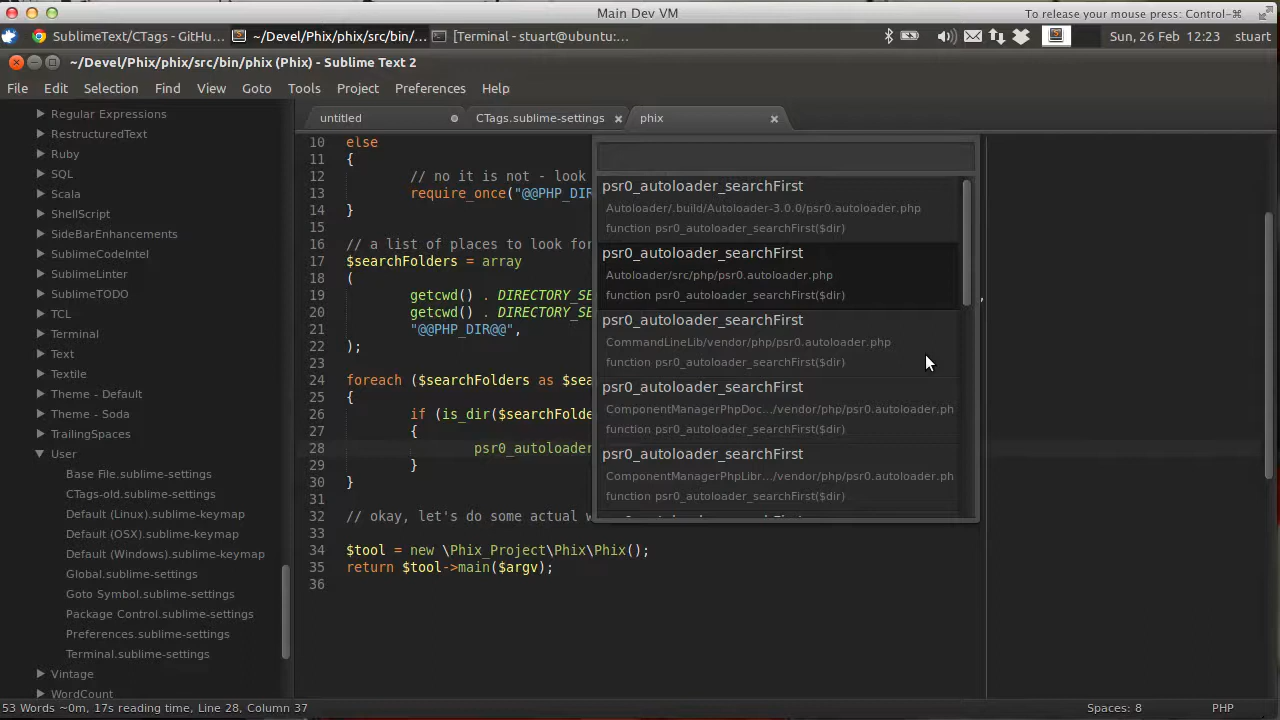 Main Dev VM
To release your mouse press: Control-⌘
SublimeText/CTags - GitHu...
~/Devel/Phix/phix/src/bin/...
[Terminal - stuart@ubuntu:...
Sun, 26 Feb 12:23
stuart
~/Devel/Phix/phix/src/bin/phix (Phix) - Sublime Text 2
File Edit Selection Find View Goto Tools Project Preferences Help
Regular Expressions
RestructuredText
Ruby
SQL
Scala
ShellScript
SideBarEnhancements
SublimeCodeIntel
SublimeLinter
SublimeTODO
TCL
Terminal
Text
Textile
Theme - Default
Theme - Soda
TrailingSpaces
User
Base File.sublime-settings
CTags-old.sublime-settings
Default (Linux).sublime-keymap
Default (OSX).sublime-keymap
Default (Windows).sublime-keymap
Global.sublime-settings
Goto Symbol.sublime-settings
Package Control.sublime-settings
Preferences.sublime-settings
Terminal.sublime-settings
Vintage
WordCount
untitled
CTags.sublime-settings
phix
10 else
11 {
12 // no it is not - look
13 require_once("@@PHP_DIR
14 }
15
16 // a list of places to look for
17 $searchFolders = array
18 (
19 getcwd() . DIRECTORY_SE
20 getcwd() . DIRECTORY_SE
21 "@@PHP_DIR@@",
22 );
23
24 foreach ($searchFolders as $sea
25 {
26 if (is_dir($searchFolde
27 {
28 psr0_autoloader
29 }
30 }
31
32 // okay, let's do some actual w
33
34 $tool = new \Phix_Project\Phix\Phix();
35 return $tool->main($argv);
36
psr0_autoloader_searchFirst
Autoloader/.build/Autoloader-3.0.0/psr0.autoloader.php
function psr0_autoloader_searchFirst($dir)
psr0_autoloader_searchFirst
Autoloader/src/php/psr0.autoloader.php
function psr0_autoloader_searchFirst($dir)
psr0_autoloader_searchFirst
CommandLineLib/vendor/php/psr0.autoloader.php
function psr0_autoloader_searchFirst($dir)
psr0_autoloader_searchFirst
ComponentManagerPhpDoc.../vendor/php/psr0.autoloader.ph
function psr0_autoloader_searchFirst($dir)
psr0_autoloader_searchFirst
ComponentManagerPhpLibr.../vendor/php/psr0.autoloader.ph
function psr0_autoloader_searchFirst($dir)
53 Words ~0m, 17s reading time, Line 28, Column 37
Spaces: 8
PHP